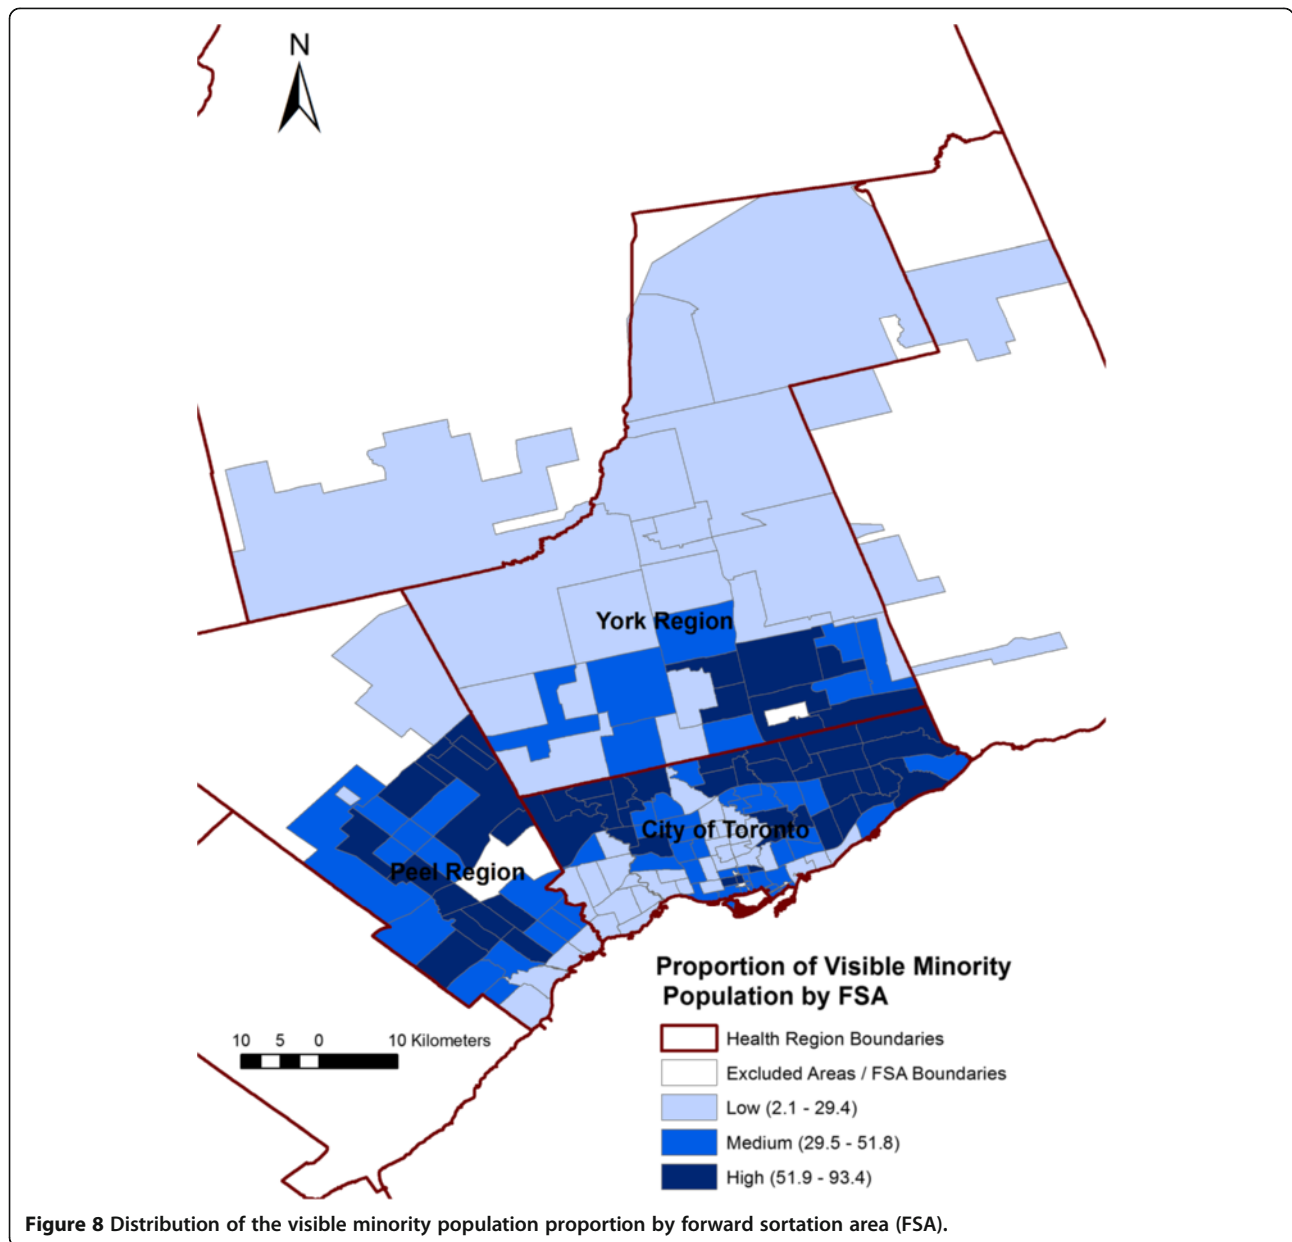 N
York Region
City of Toronto
Peel Region
Proportion of Visible Minority
Population by FSA
10 5 0 10 Kilometers
Health Region Boundaries
Excluded Areas / FSA Boundaries
Low (2.1 - 29.4)
Medium (29.5 - 51.8)
High (51.9 - 93.4)
Figure 8 Distribution of the visible minority population proportion by forward sortation area (FSA).